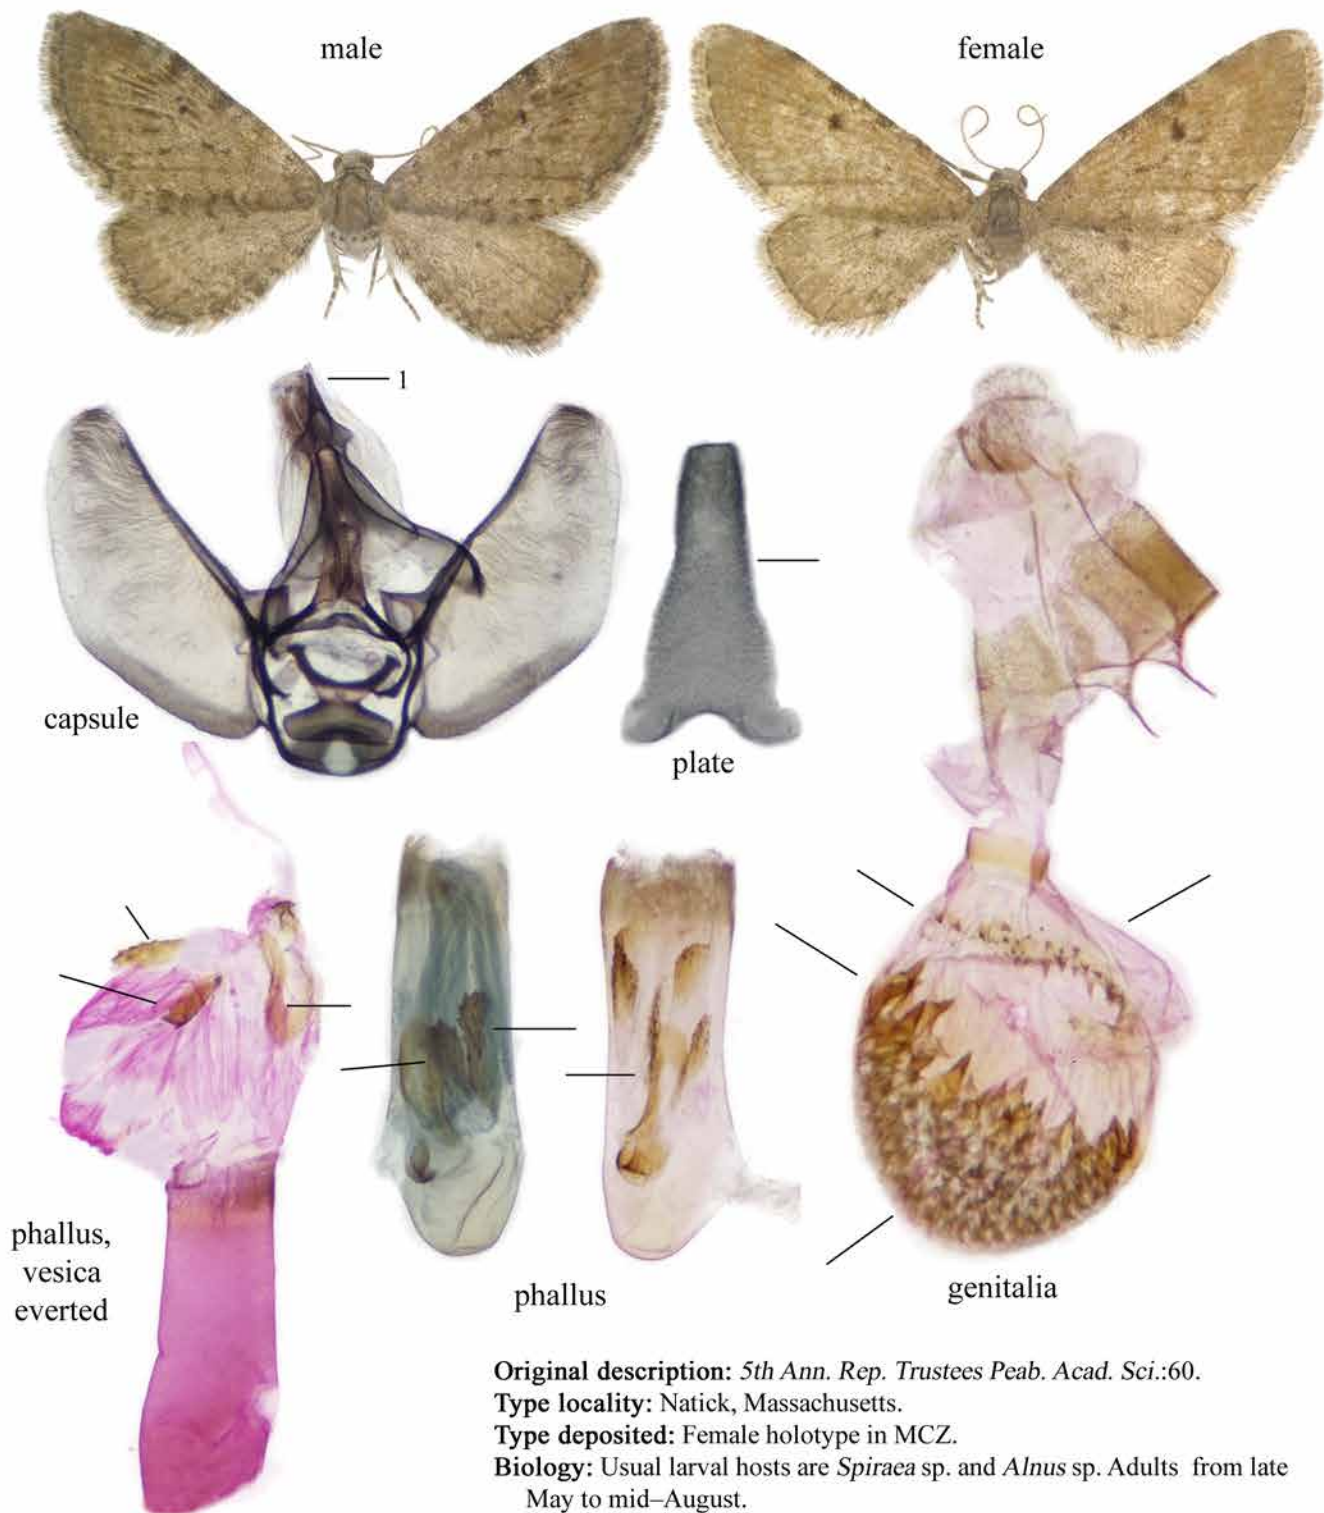 male
female
1
capsule
plate
phallus,
vesica
everted
phallus
genitalia
Original description: 5th Ann. Rep. Trustees Peab. Acad. Sci.:60.
Type locality: Natick, Massachusetts.
Type deposited: Female holotype in MCZ.
Biology: Usual larval hosts are Spiraea sp. and Alnus sp. Adults from late
May to mid–August.